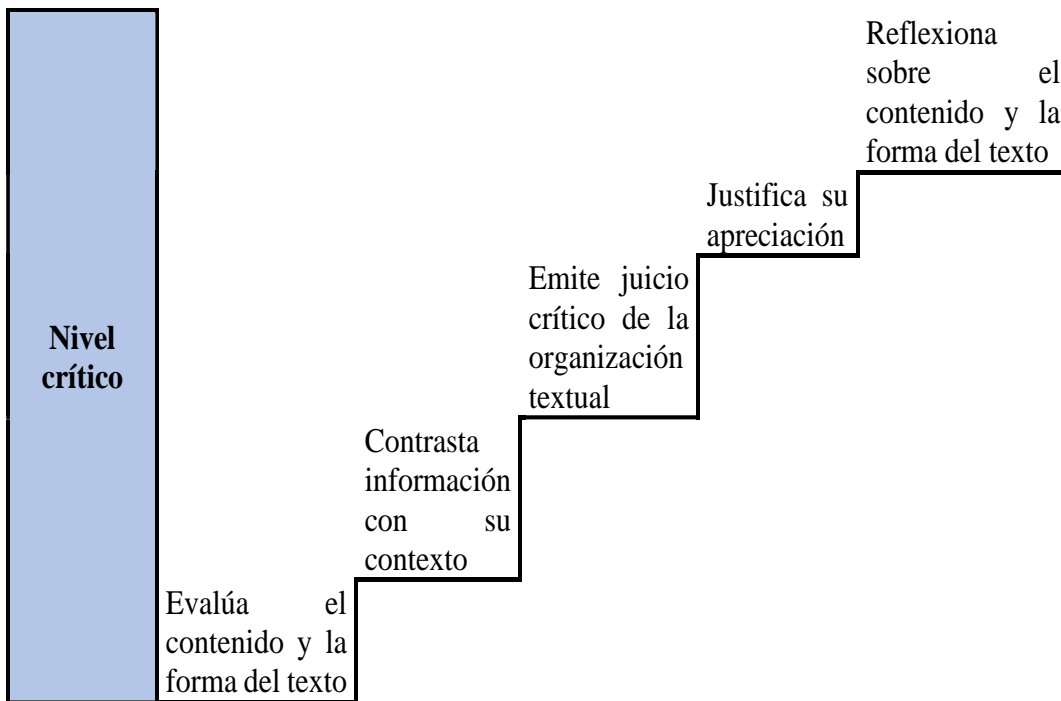 Nivel
crítico
Evalúa el
contenido y la
forma del texto
Contrasta
información
con su
contexto
Emite juicio
crítico de la
organización
textual
Justifica su
apreciación
Reflexiona
sobre el
contenido y la
forma del texto